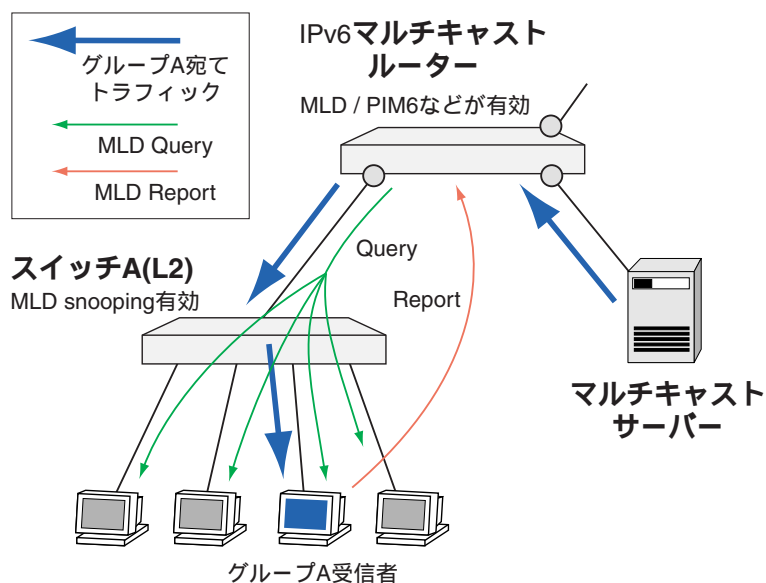 グループA宛て
トラフィック
MLD Query
MLD Report
IPv6マルチキャスト
ルーター
MLD / PIM6などが有効
Query
Report
スイッチA(L2)
MLD snooping有効
マルチキャスト
サーバー
グループA受信者